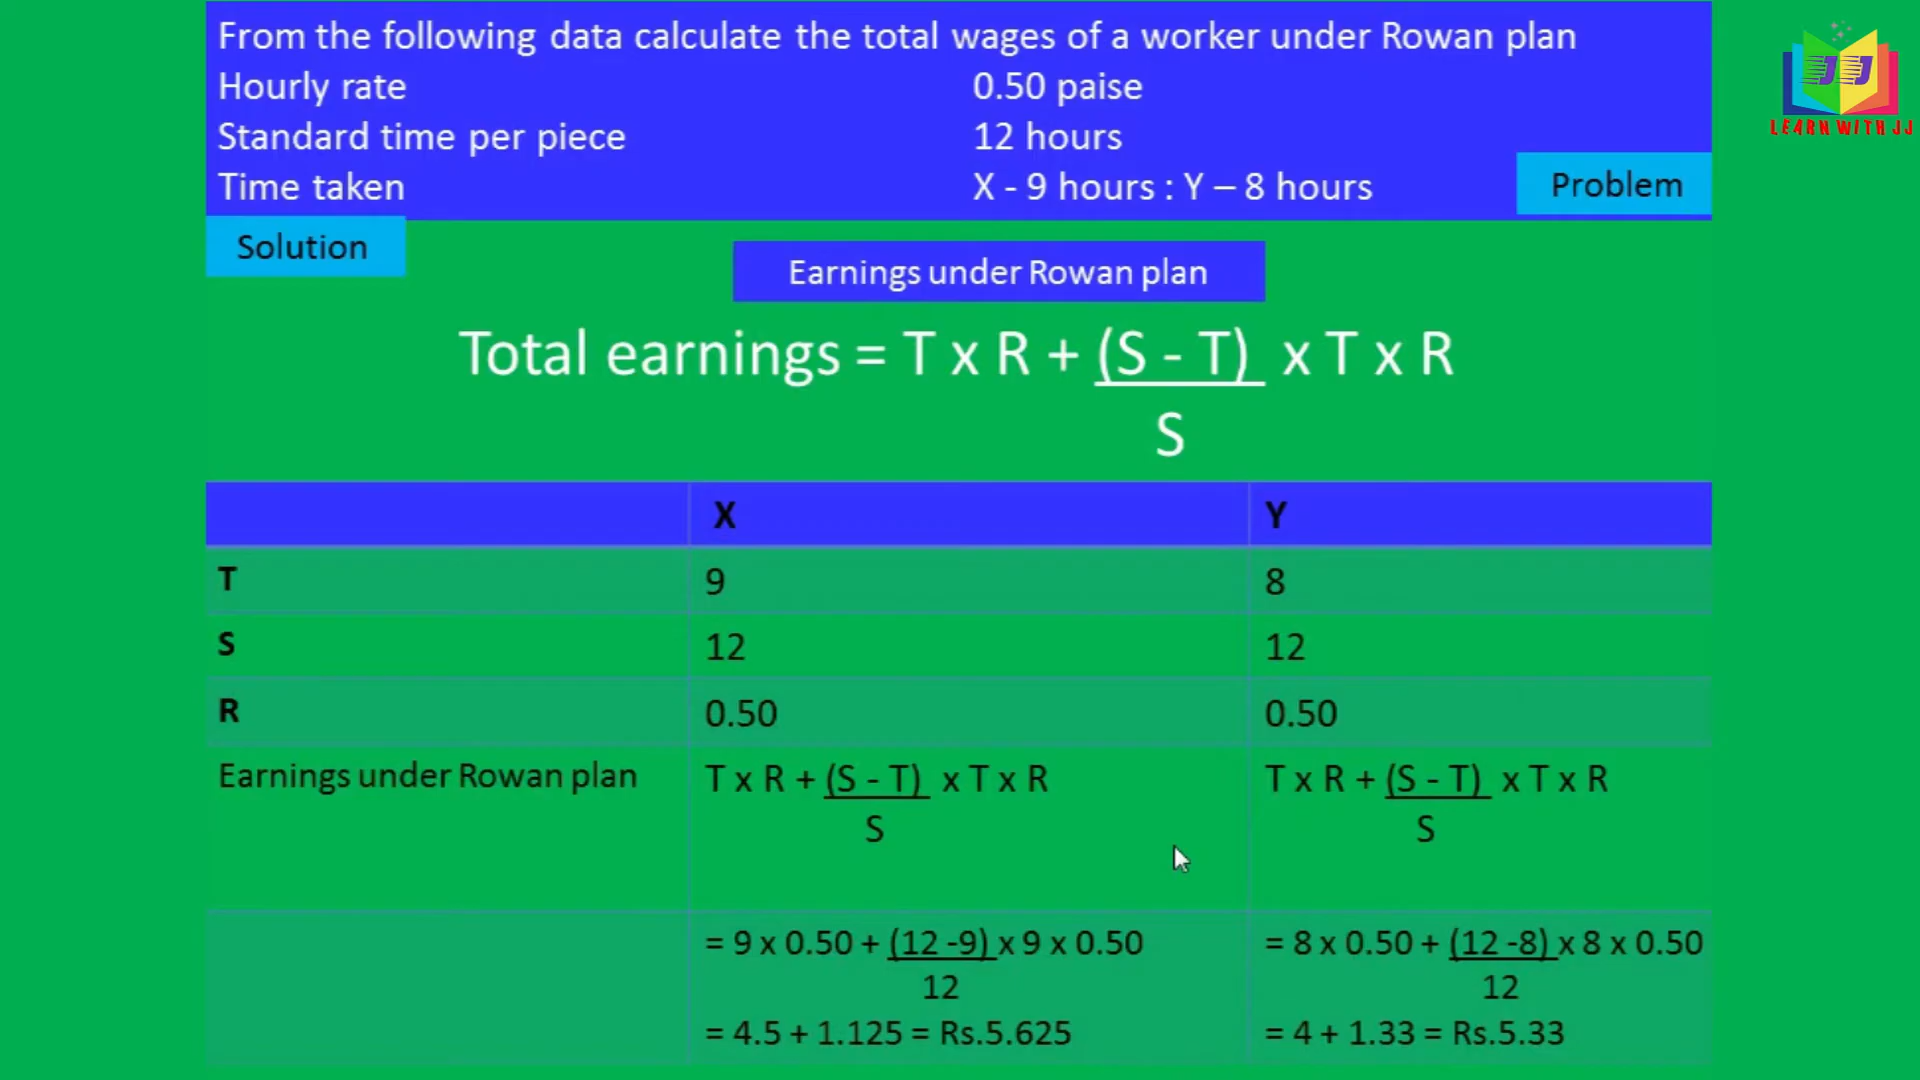 From the following data calculate the total wages of a worker under Rowan plan
Hourly rate 0.50 paise
Standard time per piece 12 hours
Time taken X - 9 hours : Y – 8 hours
Problem
JJ
LEARN WITH JJ
Solution
Earnings under Rowan plan
Total earnings = T x R + (S - T) x T x R
S
X Y
T 9 8
S 12 12
R 0.50 0.50
Earnings under Rowan plan T x R + (S - T) x T x R T x R + (S - T) x T x R
S S
= 9 x 0.50 + (12 -9) x 9 x 0.50 = 8 x 0.50 + (12 -8) x 8 x 0.50
12 12
= 4.5 + 1.125 = Rs.5.625 = 4 + 1.33 = Rs.5.33